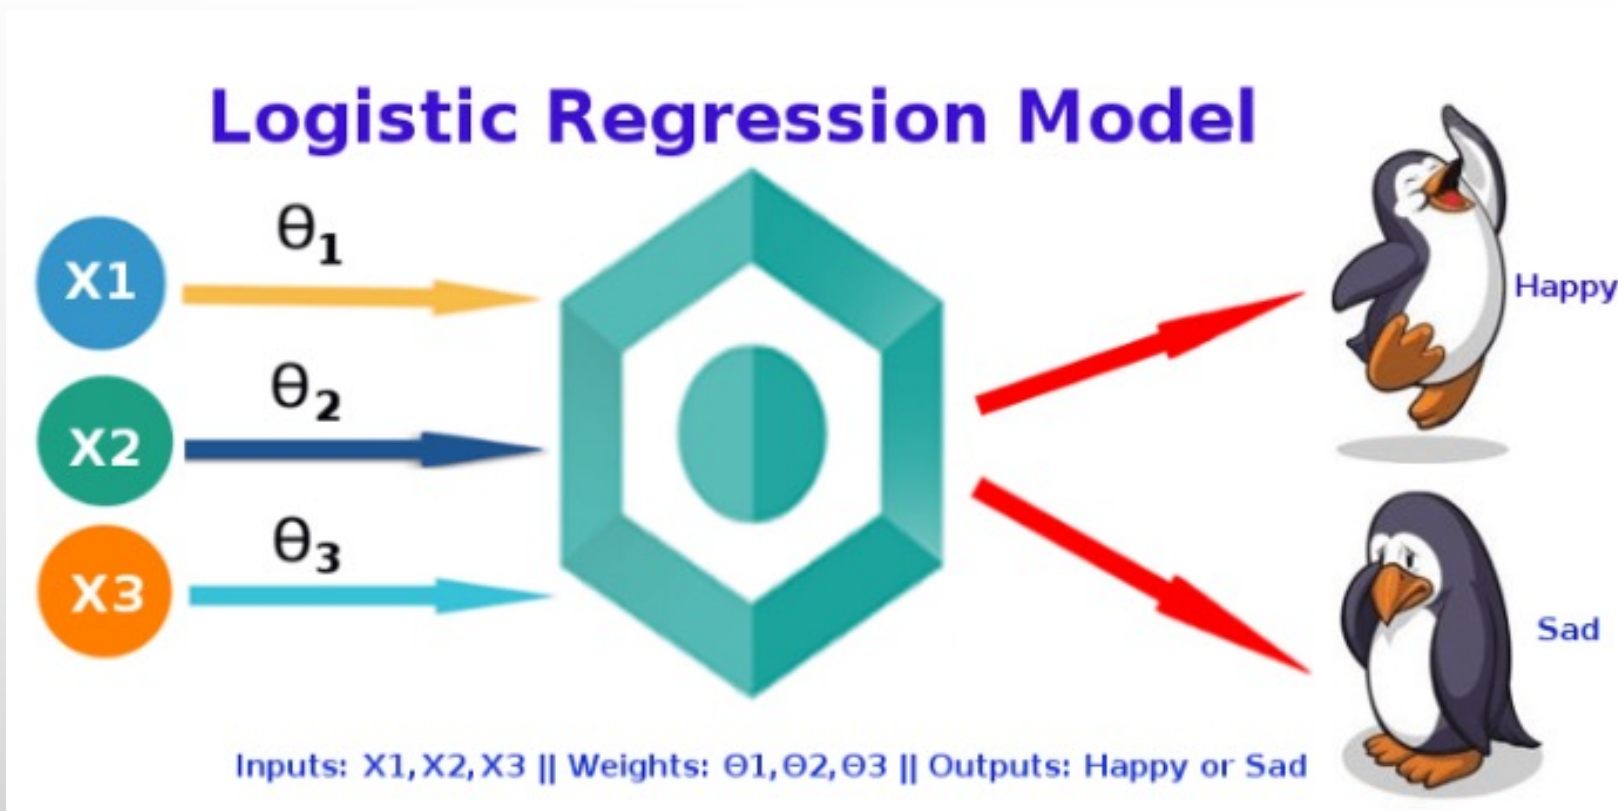 Logistic Regression Model
X1
θ1
X2
θ2
X3
θ3
Happy
Sad
Inputs: X1,X2,X3 || Weights: Θ1,Θ2,Θ3 || Outputs: Happy or Sad